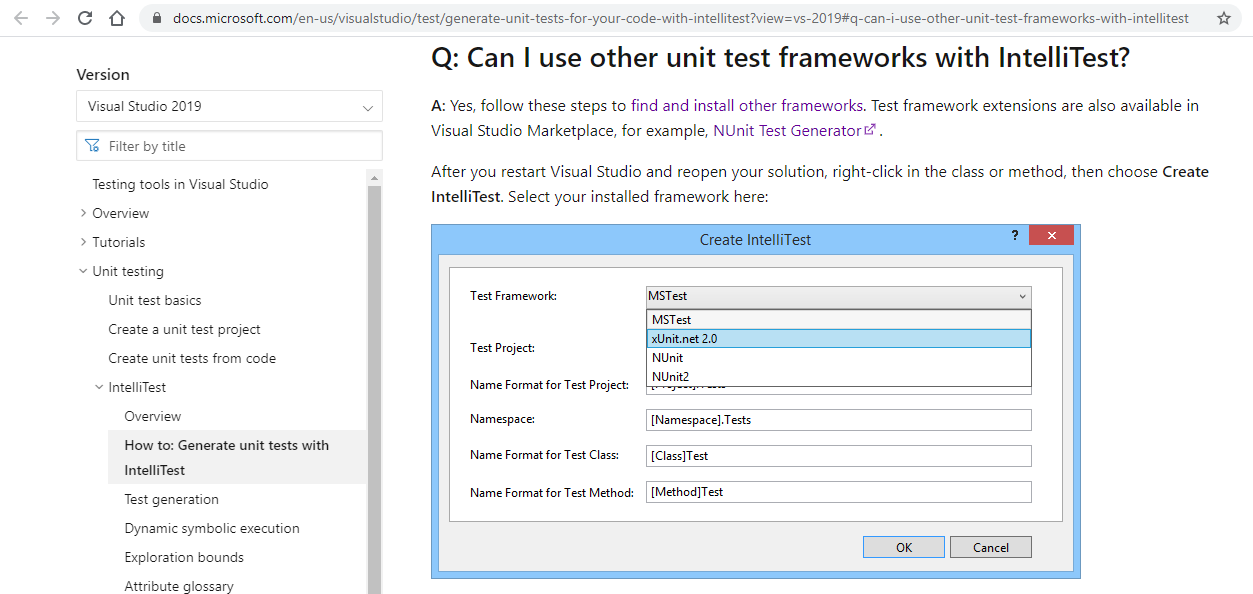 docs.microsoft.com/en-us/visualstudio/test/generate-unit-tests-for-your-code-with-intellitest?view=vs-2019#q-can-i-use-other-unit-test-frameworks-with-intellitest
Version
Visual Studio 2019
Filter by title
Testing tools in Visual Studio
Overview
Tutorials
Unit testing
Unit test basics
Create a unit test project
Create unit tests from code
IntelliTest
Overview
How to: Generate unit tests with
IntelliTest
Test generation
Dynamic symbolic execution
Exploration bounds
Attribute glossary
Q: Can I use other unit test frameworks with IntelliTest?
A: Yes, follow these steps to find and install other frameworks. Test framework extensions are also available in
Visual Studio Marketplace, for example, NUnit Test Generator .
After you restart Visual Studio and reopen your solution, right-click in the class or method, then choose Create
IntelliTest. Select your installed framework here:
Create IntelliTest
?
Test Framework:
MSTest
MSTest
xUnit.net 2.0
NUnit
NUnit2
Test Project:
Name Format for Test Project:
Namespace:
[Namespace].Tests
Name Format for Test Class:
[Class]Test
Name Format for Test Method:
[Method]Test
OK
Cancel